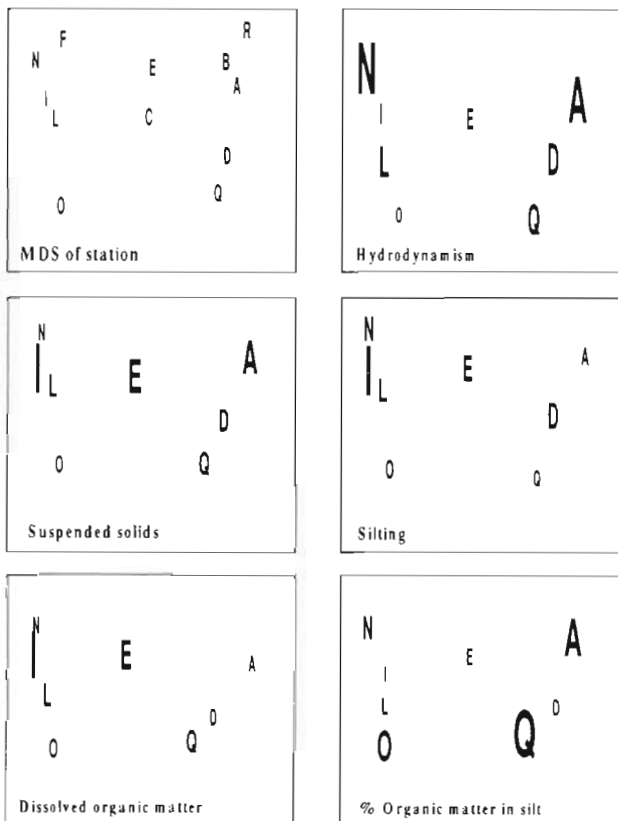 R
F
N E B
A
I
L C
D
Q
O
MDS of station
N
A
I E
L D
O Q
Hydrodynamism
N
I L E A
D
O Q
Suspended solids
N
I L E A
D
O Q
Silting
N
I E A
L
D
O Q
Dissolved organic matter
N A
E
I
L D
O Q
% Organic matter in silt